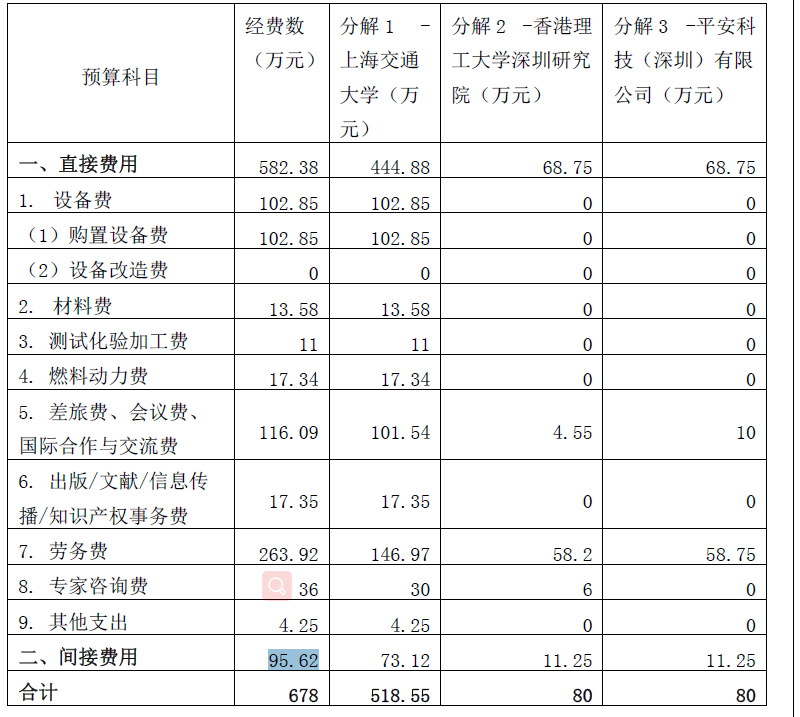 预算科目 经费数（万元） 分解 1 -上海交通大学（万元） 分解 2 -香港理工大学深圳研究院（万元） 分解 3 -平安科技（深圳）有限公司（万元）
一、直接费用 582.38 444.88 68.75 68.75
1. 设备费 102.85 102.85 0 0
（1）购置设备费 102.85 102.85 0 0
（2）设备改造费 0 0 0 0
2. 材料费 13.58 13.58 0 0
3. 测试化验加工费 11 11 0 0
4. 燃料动力费 17.34 17.34 0 0
5. 差旅费、会议费、国际合作与交流费 116.09 101.54 4.55 10
6. 出版/文献/信息传播/知识产权事务费 17.35 17.35 0 0
7. 劳务费 263.92 146.97 58.2 58.75
8. 专家咨询费 36 30 6 0
9. 其他支出 4.25 4.25 0 0
二、间接费用 95.62 73.12 11.25 11.25
合计 678 518.55 80 80